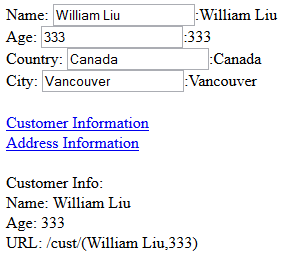 Name: William Liu :William Liu
Age: 333 :333
Country: Canada :Canada
City: Vancouver :Vancouver
Customer Information
Address Information
Customer Info:
Name: William Liu
Age: 333
URL: /cust/(William Liu,333)